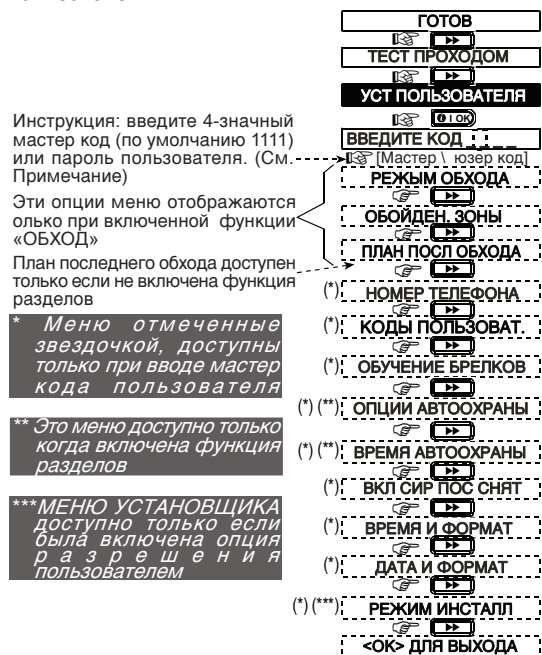 ГОТОВ
ТЕСТ ПРОХОДОМ
УСТ ПОЛЬЗОВАТЕЛЯ
ВВЕДИТЕ КОД _ _ _ _
[Мастер \ юзер код]
Инструкция: введите 4-значный
мастер код (по умолчанию 1111)
или пароль пользователя. (См.
Примечание)
РЕЖЫМ ОБХОДА
Эти опции меню отображаются
олько при включенной функции
«ОБХОД»
ОБОЙДЕН. ЗОНЫ
ПЛАН ПОСЛ ОБХОДА
План последнего обхода доступен
только если не включена функция
разделов
(*) НОМЕР ТЕЛЕФОНА
(*) КОДЫ ПОЛЬЗОВАТ.
(*) ОБУЧЕНИЕ БРЕЛКОВ
(*) (**) ОПЦИИ АВТООХРАНЫ
(*) (**) ВРЕМЯ АВТООХРАНЫ
(*) ВКЛ СИР ПОС СНЯТ
(*) ВРЕМЯ И ФОРМАТ
(*) ДАТА И ФОРМАТ
(*) (***) РЕЖИМ ИНСТАЛЛ
<ОК> ДЛЯ ВЫХОДА
* Меню отмеченные
звездочкой, доступны
только при вводе мастер
кода пользователя
** Это меню доступно только
когда включена функция
разделов
***МЕНЮ УСТАНОВЩИКА
доступно только если
была включена опция
разрешения
пользователем